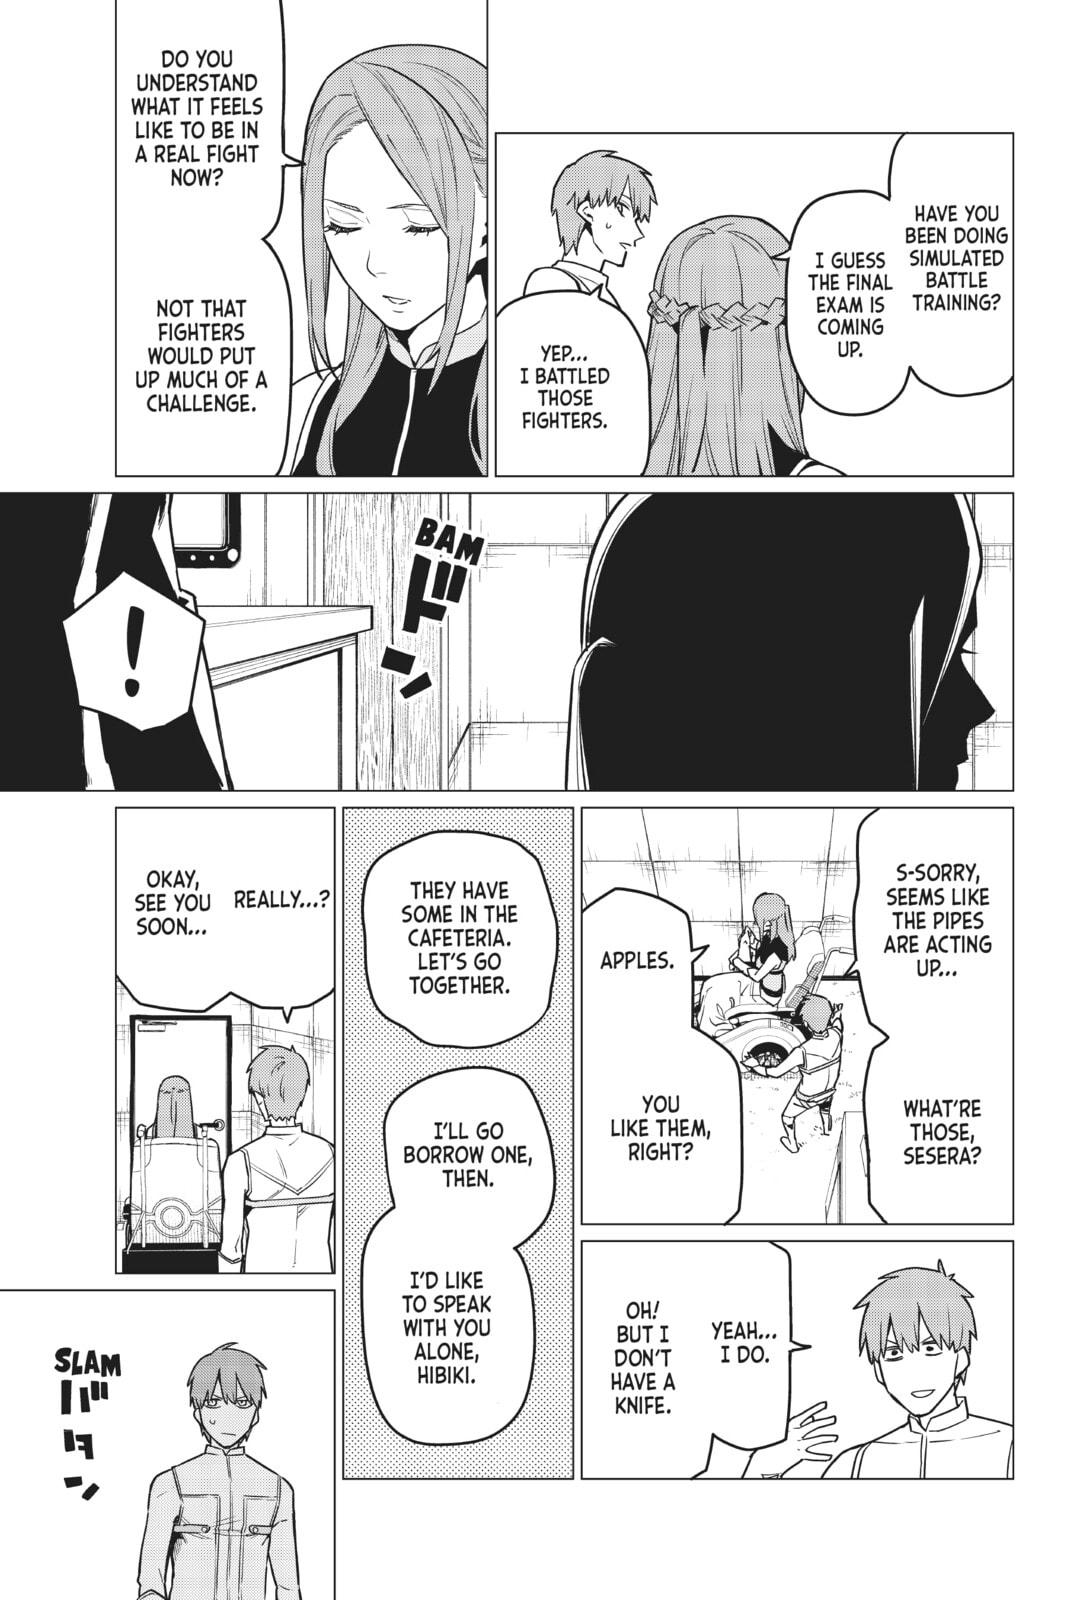 HAVE YOU
BEEN DOING
SIMULATED
BATTLE
TRAINING?
I GUESS
THE FINAL
EXAM IS
COMING
UP.
YEP...
I BATTLED
THOSE
FIGHTERS.
DO YOU
UNDERSTAND
WHAT IT FEELS
LIKE TO BE IN
A REAL FIGHT
NOW?
NOT THAT
FIGHTERS
WOULD PUT
UP MUCH OF A
CHALLENGE.
BAM
ドン
!
S-SORRY,
SEEMS LIKE
THE PIPES
ARE ACTING
UP...
WHAT'RE
THOSE,
SESERA?
APPLES.
YOU
LIKE THEM,
RIGHT?
YEAH...
I DO.
OH!
BUT I
DON'T
HAVE A
KNIFE.
THEY HAVE
SOME IN THE
CAFETERIA.
LET'S GO
TOGETHER.
I'LL GO
BORROW ONE,
THEN.
I'D LIKE
TO SPEAK
WITH YOU
ALONE,
HIBIKI.
REALLY...?
OKAY,
SEE YOU
SOON...
SLAM
バタン